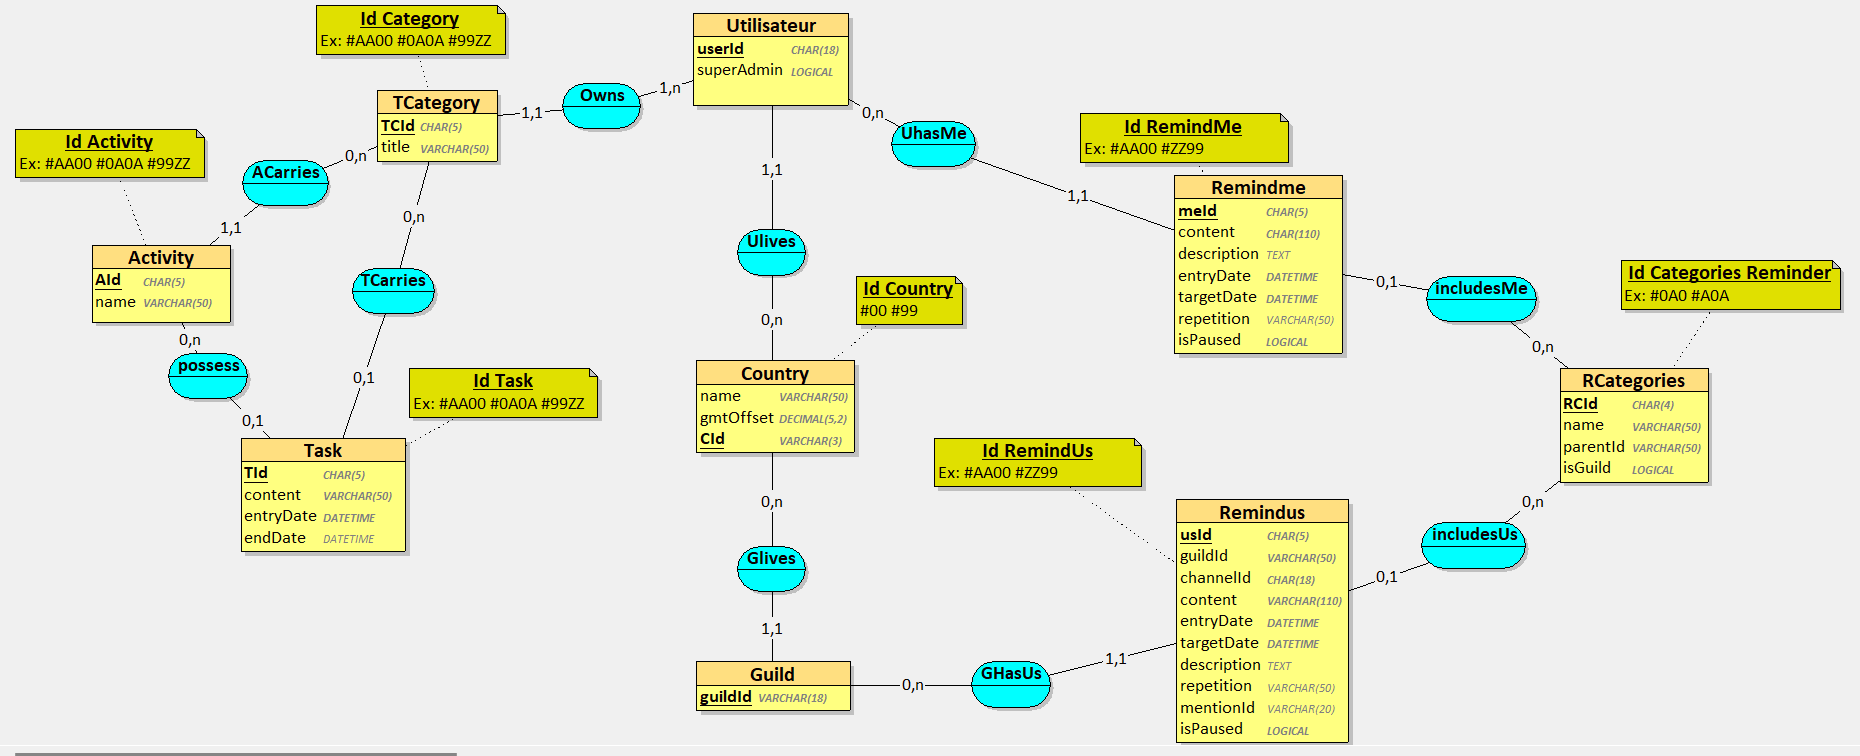 Id Category
Ex: #AA00 #0A0A #99ZZ
Utilisateur
userId CHAR(18)
superAdmin LOGICAL
Owns
1,n
1,1
TCategory
TCId CHAR(5)
title VARCHAR(50)
Id Activity
Ex: #AA00 #0A0A #99ZZ
0,n
ACarries
1,1
0,n
TCarries
0,1
Activity
AId CHAR(5)
name VARCHAR(50)
0,n
possess
0,1
Id Task
Ex: #AA00 #0A0A #99ZZ
Task
TId CHAR(5)
content VARCHAR(50)
entryDate DATETIME
endDate DATETIME
0,n
UhasMe
1,1
Id RemindMe
Ex: #AA00 #ZZ99
Remindme
meId CHAR(5)
content CHAR(110)
description TEXT
entryDate DATETIME
targetDate DATETIME
repetition VARCHAR(50)
isPaused LOGICAL
1,1
Ulives
0,n
Id Country
#00 #99
Country
name VARCHAR(50)
gmtOffset DECIMAL(5,2)
CId VARCHAR(3)
0,n
Glives
1,1
Guild
guildId VARCHAR(18)
0,n
GHasUs
1,1
0,1
includesMe
0,n
Id Categories Reminder
Ex: #0A0 #A0A
RCategories
RCId CHAR(4)
name VARCHAR(50)
parentId VARCHAR(50)
isGuild LOGICAL
0,n
includesUs
0,1
Id RemindUs
Ex: #AA00 #ZZ99
Remindus
usId CHAR(5)
guildId VARCHAR(50)
channelId CHAR(18)
content VARCHAR(110)
entryDate DATETIME
targetDate DATETIME
description TEXT
repetition VARCHAR(50)
mentionId VARCHAR(20)
isPaused LOGICAL